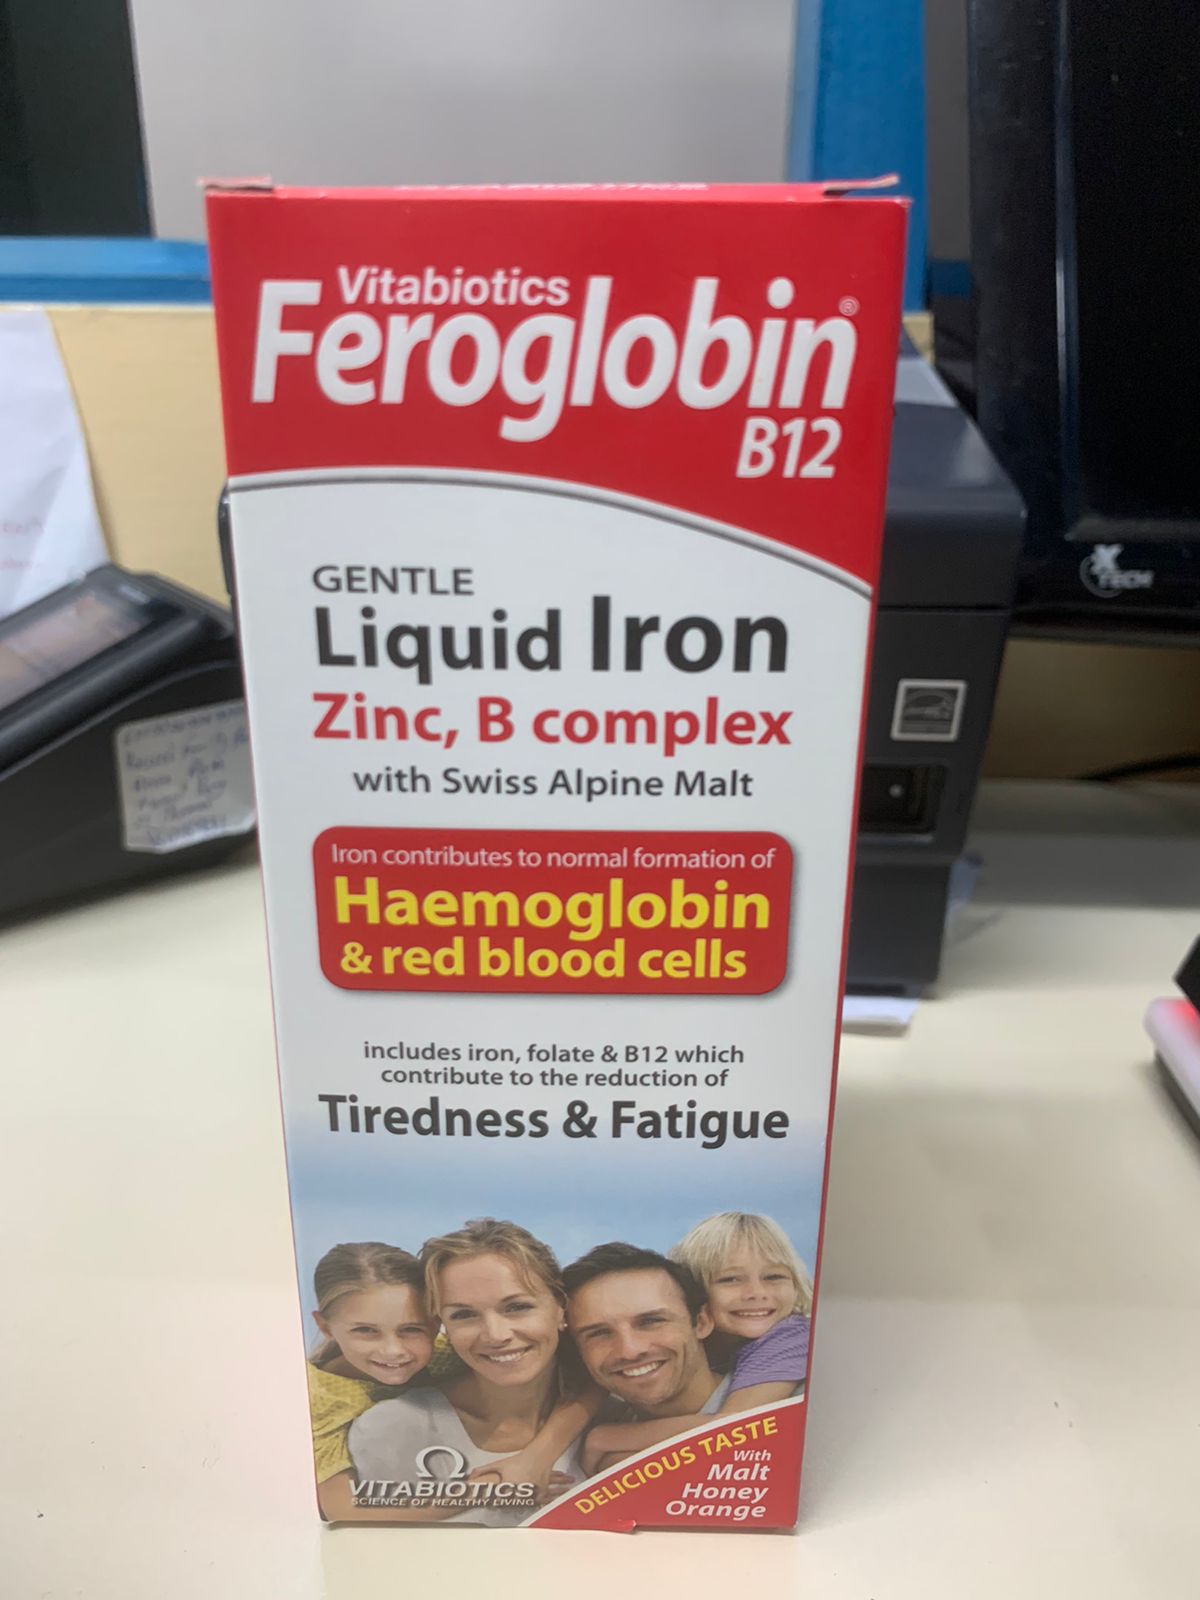 Vitabiotics
Feroglobin®
B12
GENTLE
Liquid Iron
Zinc, B complex
with Swiss Alpine Malt
Iron contributes to normal formation of
Haemoglobin
& red blood cells
includes iron, folate & B12 which
contribute to the reduction of
Tiredness & Fatigue
VITABIOTICS
SCIENCE OF HEALTHY LIVING
DELICIOUS TASTE
With
Malt
Honey
Orange
X
TECH